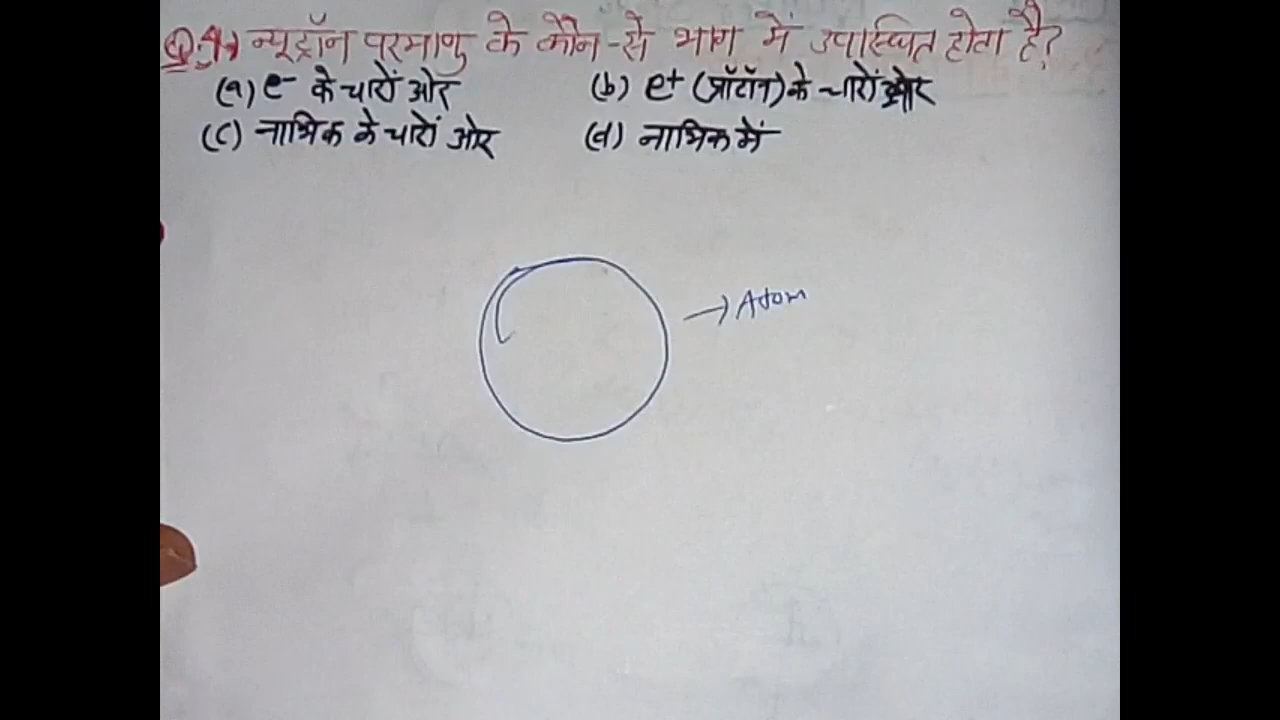 Q.4.) न्यूट्रॉन परमाणु के कौन-से भाग में उपस्थित होता है?
(a) e- के चारों ओर (b) e+ (प्रॉटॉन) के चारों ओर
(c) नाभिक के चारों ओर (d) नाभिक में
→ Atom